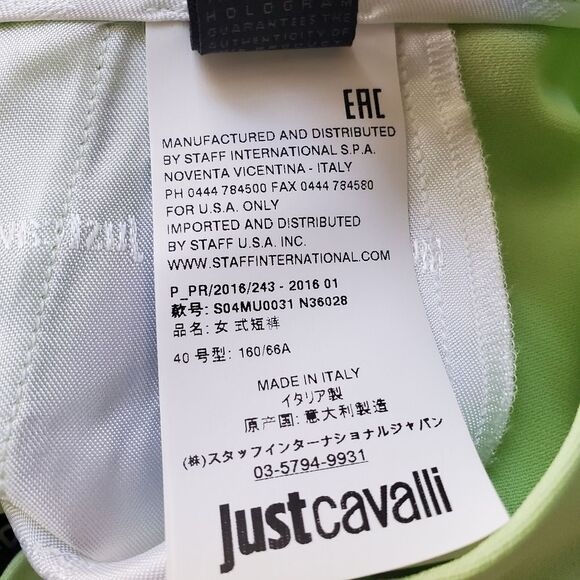 HOLOGRAM
GUARANTEES THE
AUTHENTICITY OF
EAC
MANUFACTURED AND DISTRIBUTED
BY STAFF INTERNATIONAL S.P.A.
NOVENTA VICENTINA - ITALY
PH 0444 784500 FAX 0444 784580
FOR U.S.A. ONLY
IMPORTED AND DISTRIBUTED
BY STAFF U.S.A. INC.
WWW.STAFFINTERNATIONAL.COM
P_PR/2016/243 - 2016 01
款号: S04MU0031 N36028
品名: 女 式 短 裤
40 号型: 160/66A
MADE IN ITALY
イタリア製
原产国: 意大利製造
(株)スタッフインターナショナルジャパン
03-5794-9931
justcavalli
just